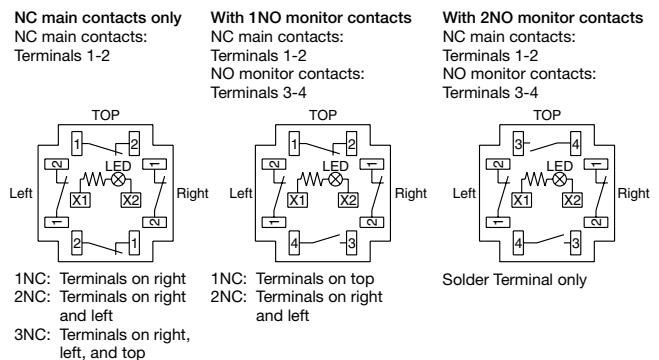 NC main contacts only
NC main contacts:
Terminals 1-2
TOP
1 2
2 LED 1
Left Right
X1 X2
1 2
2 1
1NC: Terminals on right
2NC: Terminals on right
and left
3NC: Terminals on right,
left, and top
With 1NO monitor contacts
NC main contacts:
Terminals 1-2
NO monitor contacts:
Terminals 3-4
TOP
1 2
2 LED 1
Left Right
X1 X2
1 2
4 3
1NC: Terminals on top
2NC: Terminals on right
and left
With 2NO monitor contacts
NC main contacts:
Terminals 1-2
NO monitor contacts:
Terminals 3-4
TOP
3 4
2 LED 1
Left Right
X1 X2
1 2
4 3
Solder Terminal only